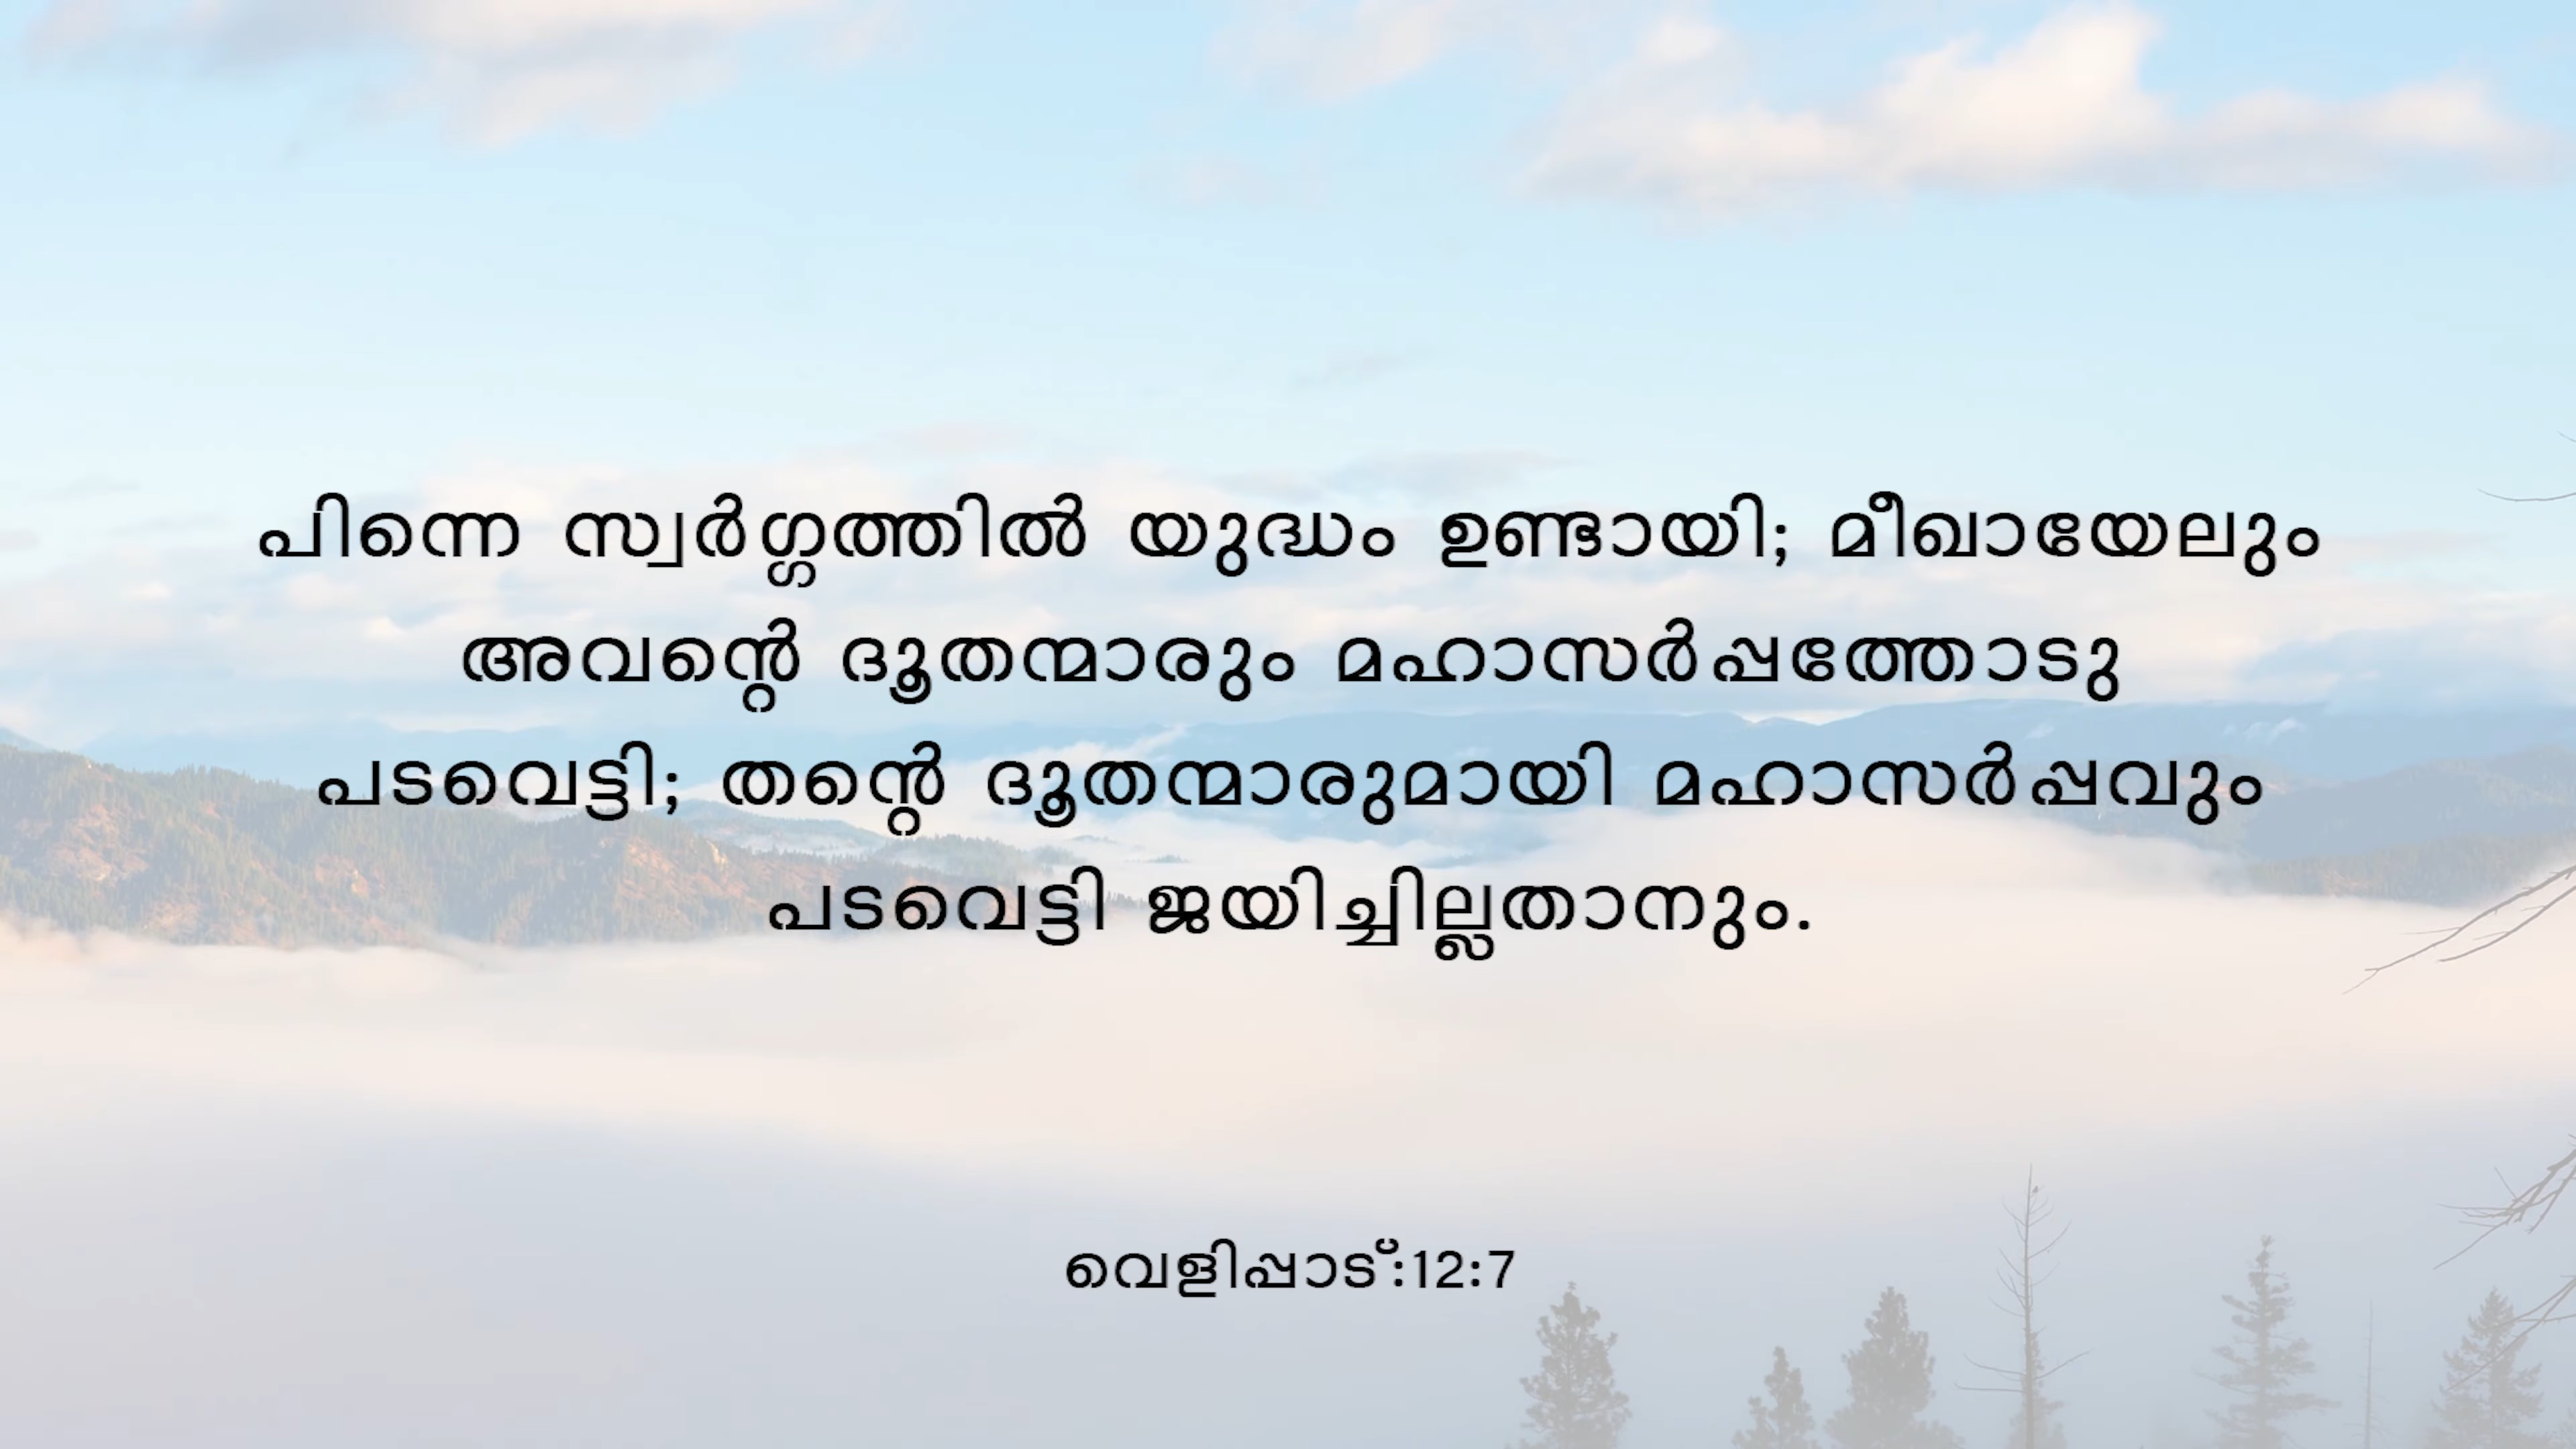 പിന്നെ സ്വർഗ്ഗത്തിൽ യുദ്ധം ഉണ്ടായി; മീഖായേലും
അവന്റെ ദൂതന്മാരും മഹാസർപ്പത്തോടു
പടവെട്ടി; തന്റെ ദൂതന്മാരുമായി മഹാസർപ്പവും
പടവെട്ടി ജയിച്ചില്ലതാനും.
വെളിപ്പാട്:12:7